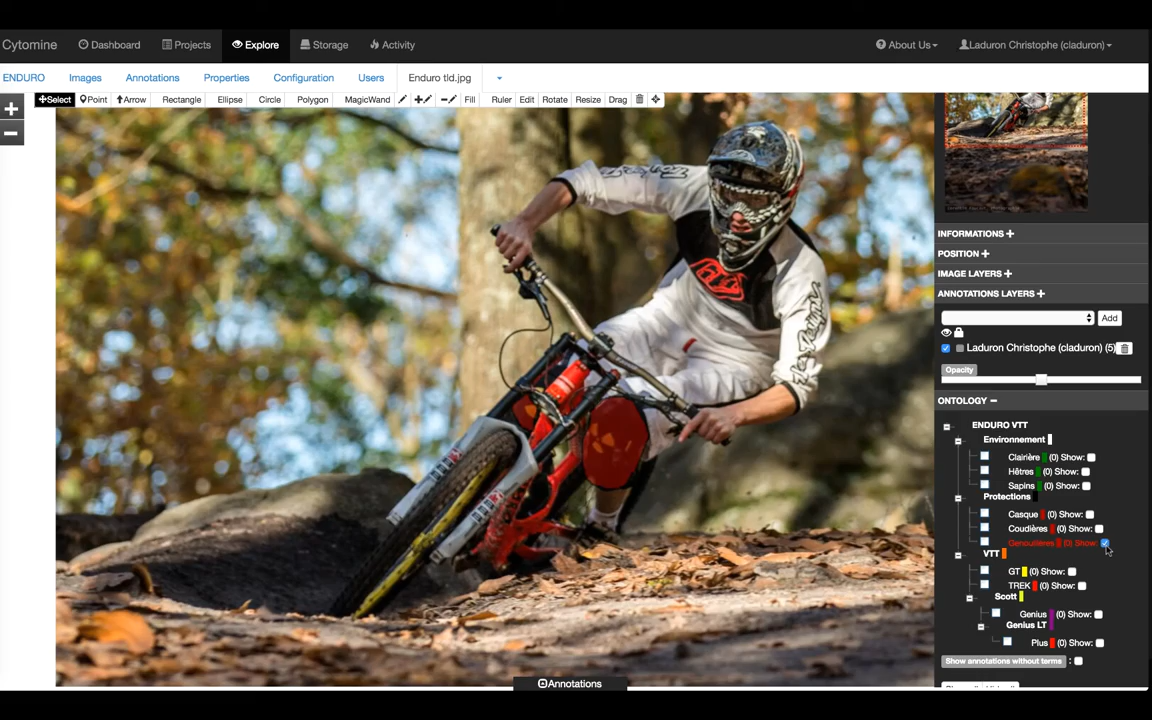 Cytomine Dashboard Projects Explore Storage Activity About Us Laduron Christophe (claduron)
ENDURO Images Annotations Properties Configuration Users Enduro tld.jpg
Select Point Arrow Rectangle Ellipse Circle Polygon MagicWand Fill Ruler Edit Rotate Resize Drag
INFORMATIONS
POSITION
IMAGE LAYERS
ANNOTATIONS LAYERS
Add
Laduron Christophe (cladùron) (5)
Opacity
ONTOLOGY
ENDURO VTT
Environnement
Clairière (0) Show:
Hêtres (0) Show:
Sapins (0) Show:
Protections
Casque (0) Show:
Coudières (0) Show:
Genouillères (0) Show:
VTT
GT (0) Show:
TREK (0) Show:
Scott
Genius (0) Show:
Genius LT
Plus (0) Show:
Show annotations without terms :
Annotations